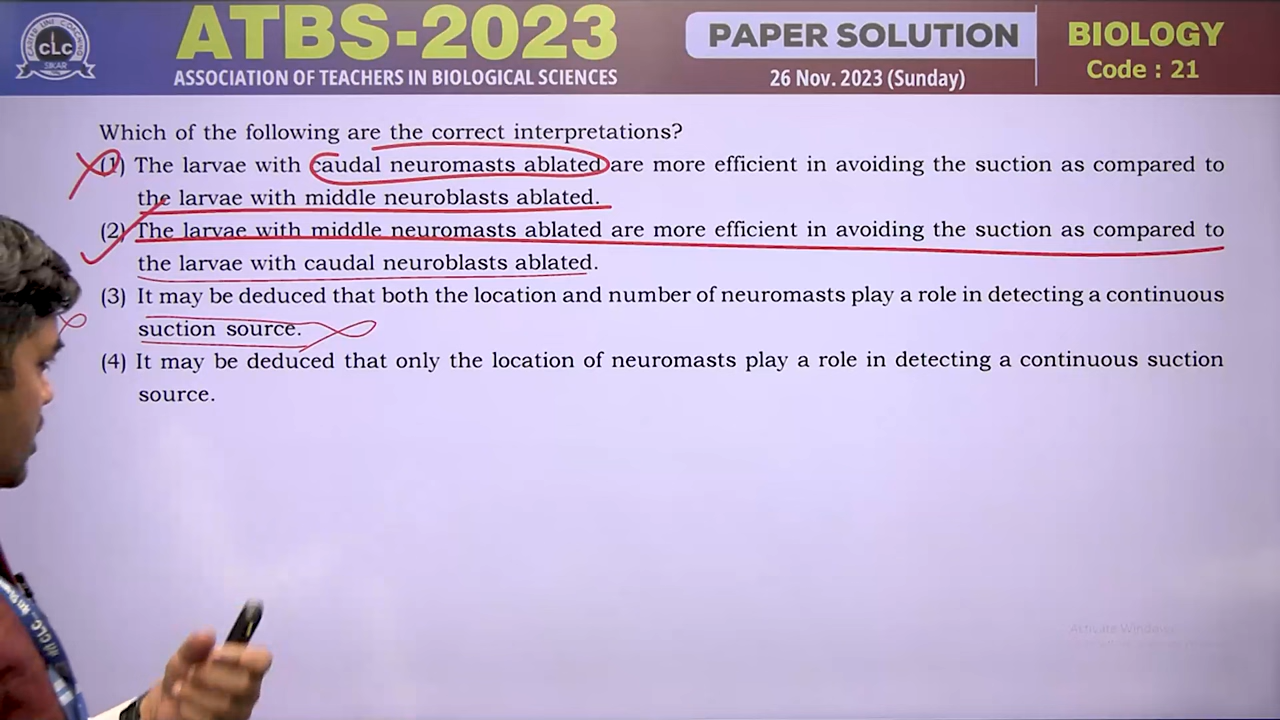 CLC
SIKAR
ATBS-2023
ASSOCIATION OF TEACHERS IN BIOLOGICAL SCIENCES
PAPER SOLUTION
26 Nov. 2023 (Sunday)
BIOLOGY
Code : 21
Which of the following are the correct interpretations?
(1) The larvae with caudal neuromasts ablated are more efficient in avoiding the suction as compared to
the larvae with middle neuroblasts ablated.
(2) The larvae with middle neuromasts ablated are more efficient in avoiding the suction as compared to
the larvae with caudal neuroblasts ablated.
(3) It may be deduced that both the location and number of neuromasts play a role in detecting a continuous
suction source.
(4) It may be deduced that only the location of neuromasts play a role in detecting a continuous suction
source.
Activate Windows
CLC